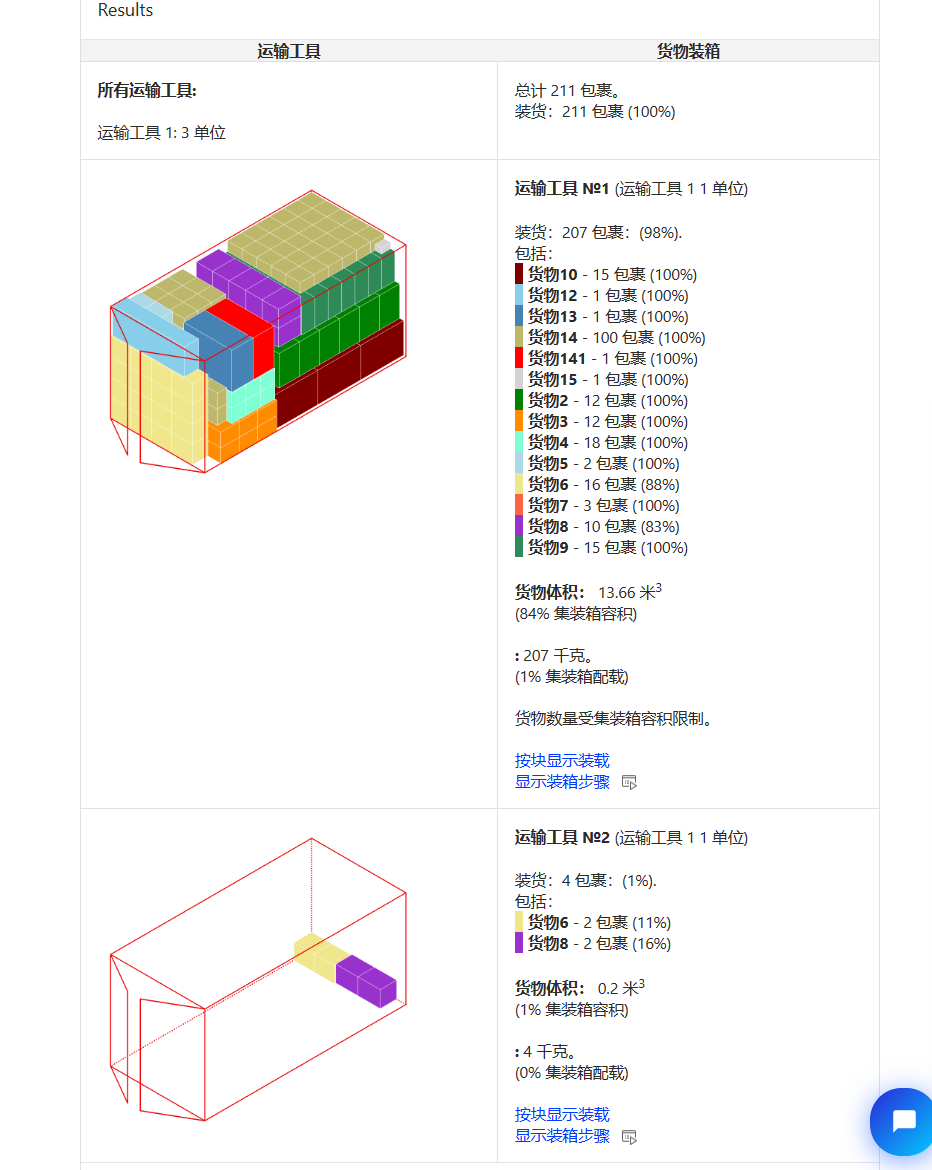 Results
运输工具
货物装箱
所有运输工具:
运输工具 1: 3 单位
总计 211 包裹。
装货：211 包裹 (100%)
运输工具 №1 (运输工具 1 1 单位)
装货：207 包裹：(98%).
包括：
货物10 - 15 包裹 (100%)
货物12 - 1 包裹 (100%)
货物13 - 1 包裹 (100%)
货物14 - 100 包裹 (100%)
货物141 - 1 包裹 (100%)
货物15 - 1 包裹 (100%)
货物2 - 12 包裹 (100%)
货物3 - 12 包裹 (100%)
货物4 - 18 包裹 (100%)
货物5 - 2 包裹 (100%)
货物6 - 16 包裹 (88%)
货物7 - 3 包裹 (100%)
货物8 - 10 包裹 (83%)
货物9 - 15 包裹 (100%)
货物体积： 13.66 米³
(84% 集装箱容积)
: 207 千克。
(1% 集装箱配载)
货物数量受集装箱容积限制。
按块显示装载
显示装箱步骤
运输工具 №2 (运输工具 1 1 单位)
装货：4 包裹：(1%).
包括：
货物6 - 2 包裹 (11%)
货物8 - 2 包裹 (16%)
货物体积： 0.2 米³
(1% 集装箱容积)
: 4 千克。
(0% 集装箱配载)
按块显示装载
显示装箱步骤